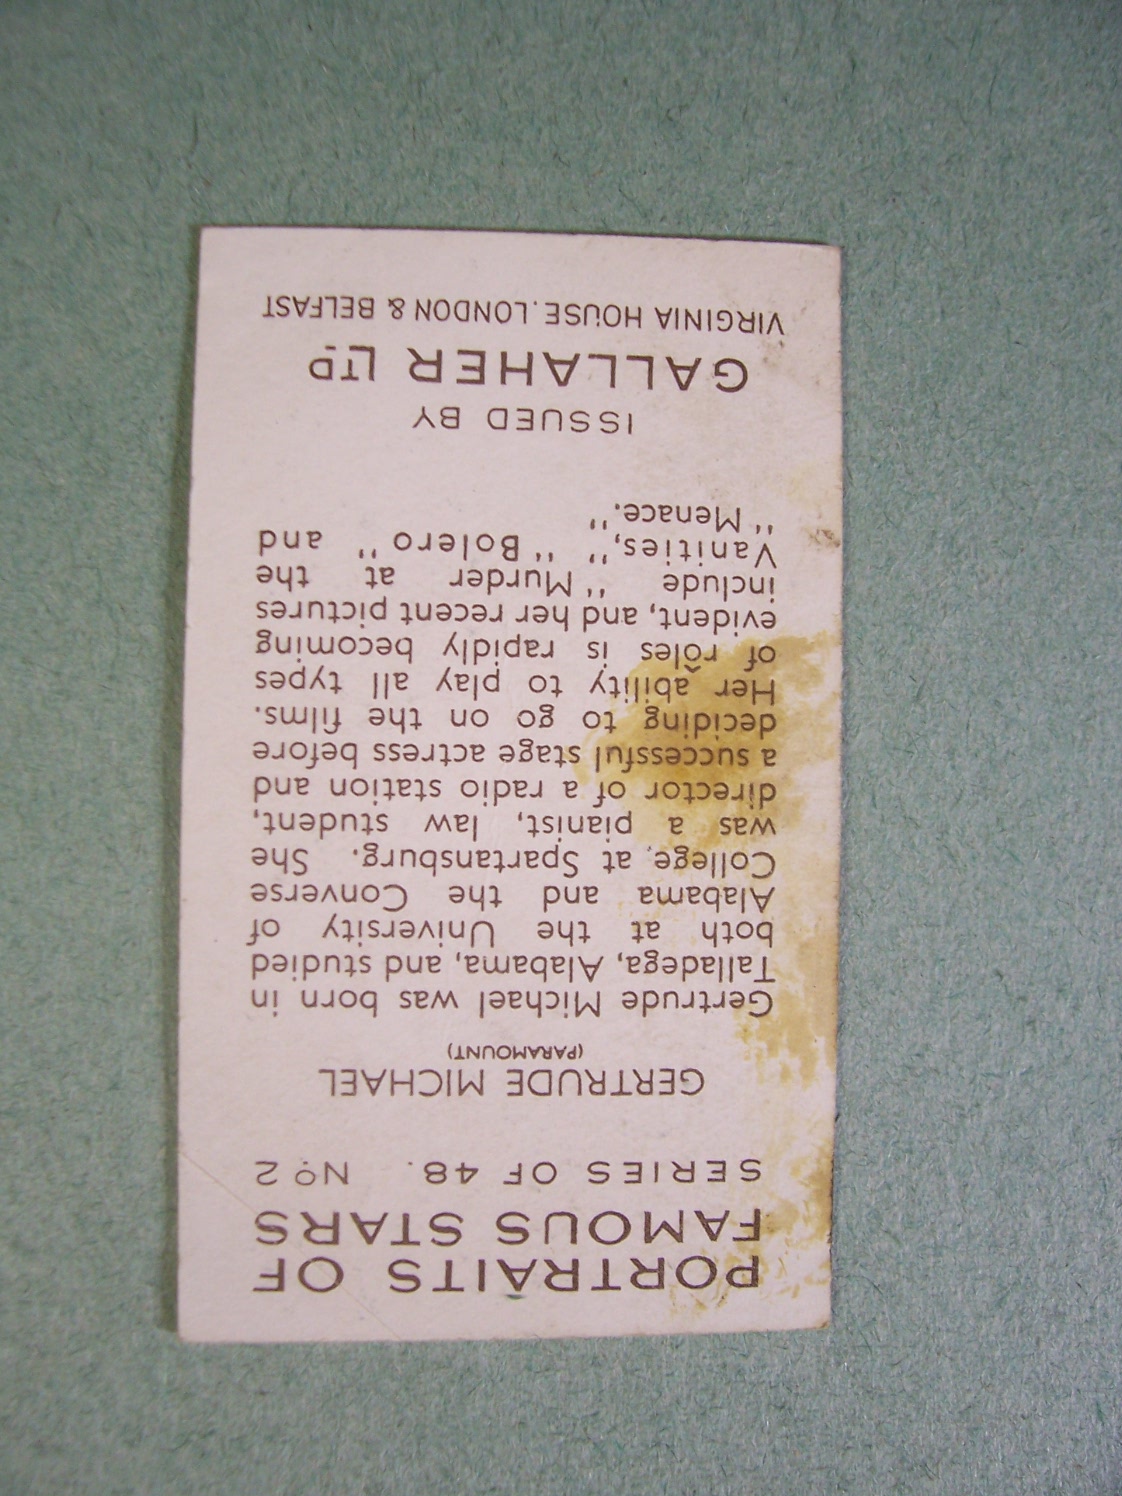 PORTRAITS OF
FAMOUS STARS
SERIES OF 48. Nº 2
GERTRUDE MICHAEL
(PARAMOUNT)
Gertrude Michael was born in
Talladega, Alabama, and studied
both at the University of
Alabama and the Converse
College, at Spartansburg. She
was a pianist, law student,
director of a radio station and
a successful stage actress before
deciding to go on the films.
Her ability to play all types
of rôles is rapidly becoming
evident, and her recent pictures
include "Murder at the
Vanities," "Bolero" and
"Menace."
ISSUED BY
GALLAHER LTD
VIRGINIA HOUSE. LONDON & BELFAST